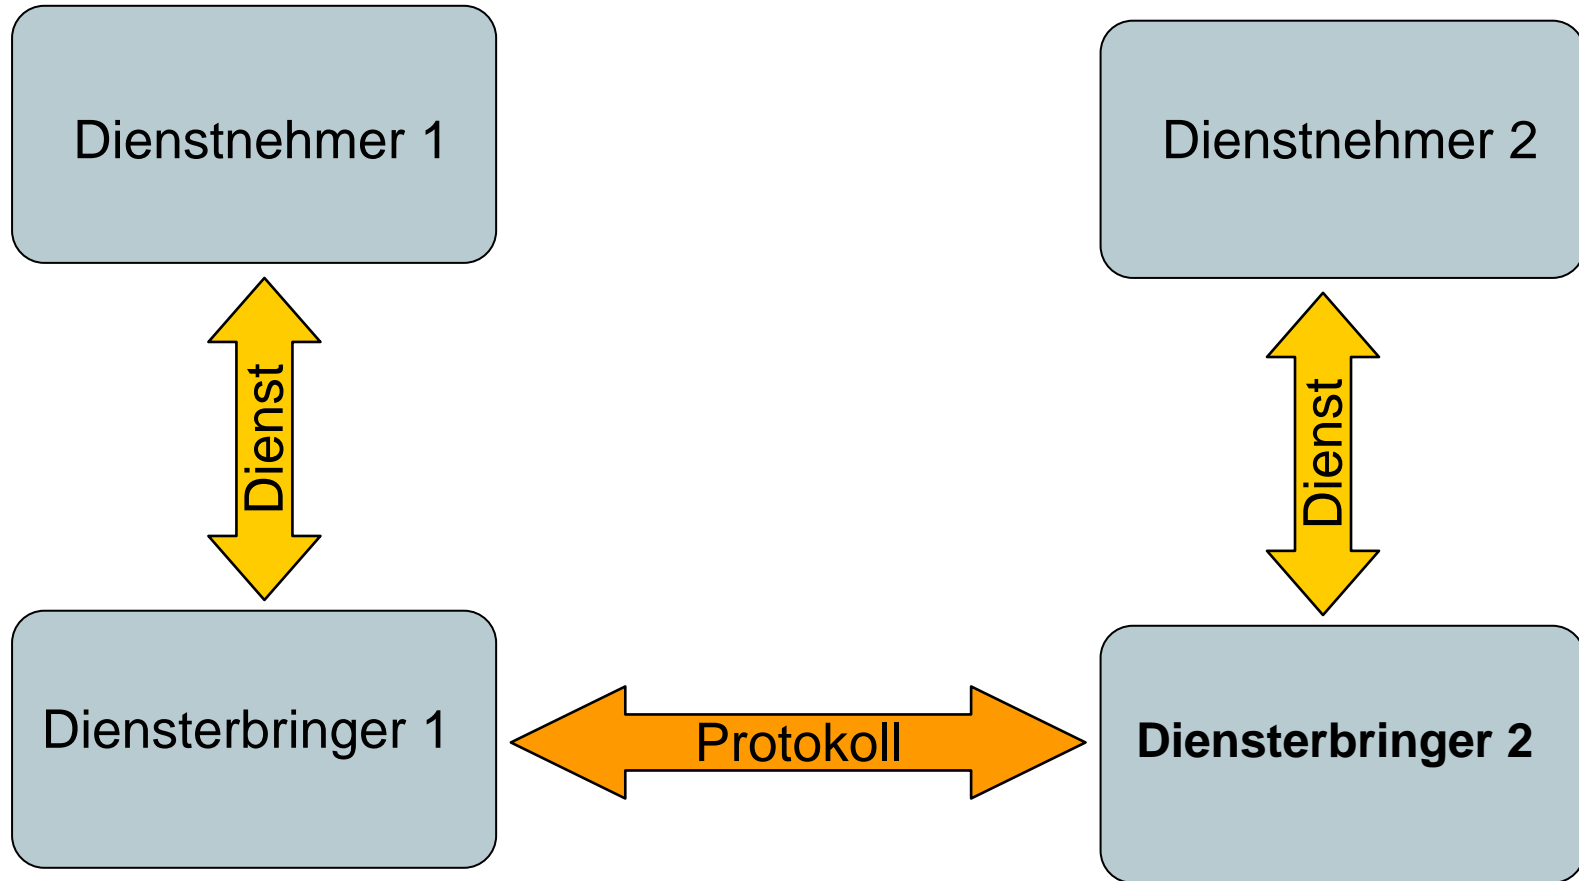 Dienstnehmer 1
Dienstnehmer 2
Dienst
Dienst
Diensterbringer 1
Protokoll
Diensterbringer 2